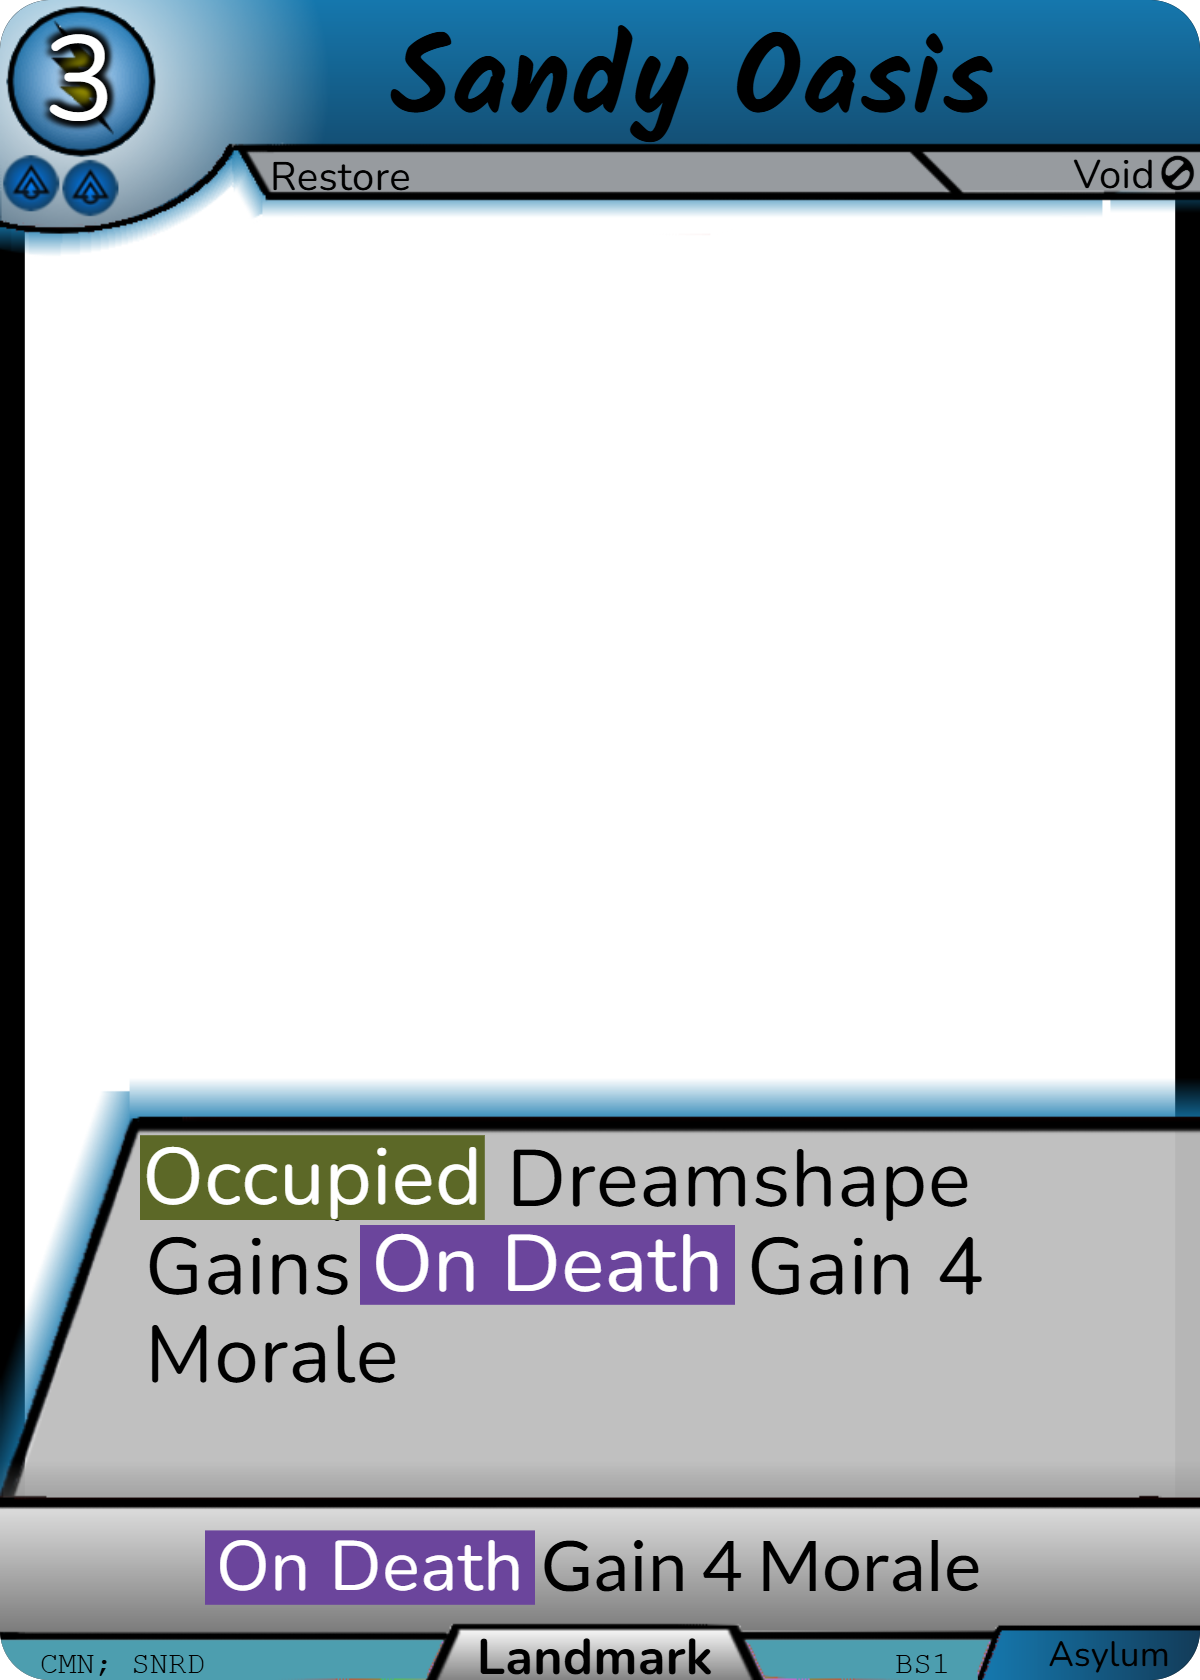 3
Sandy Oasis
Restore
Void
Occupied Dreamshape
Gains On Death Gain 4
Morale
On Death Gain 4 Morale
CMN; SNRD
Landmark
BS1
Asylum